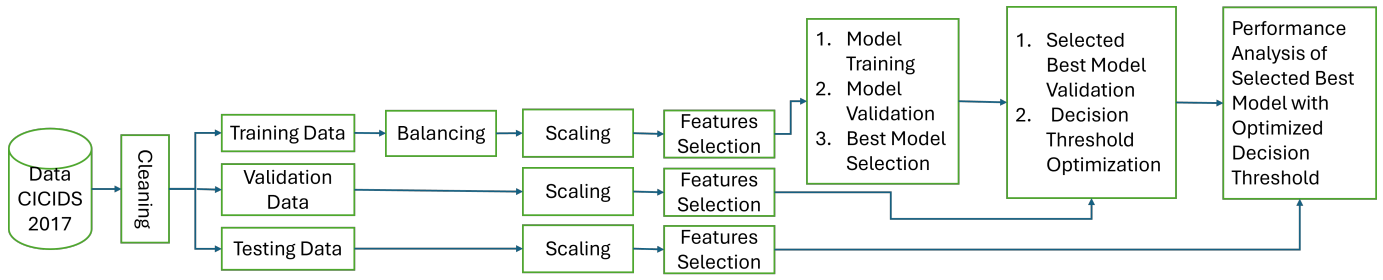 Data
CICIDS
2017
Cleaning
Training Data
Balancing
Scaling
Features
Selection
Validation
Data
Scaling
Features
Selection
Testing Data
Scaling
Features
Selection
1. Model
Training
2. Model
Validation
3. Best Model
Selection
1. Selected
Best Model
Validation
2. Decision
Threshold
Optimization
Performance
Analysis of
Selected Best
Model with
Optimized
Decision
Threshold